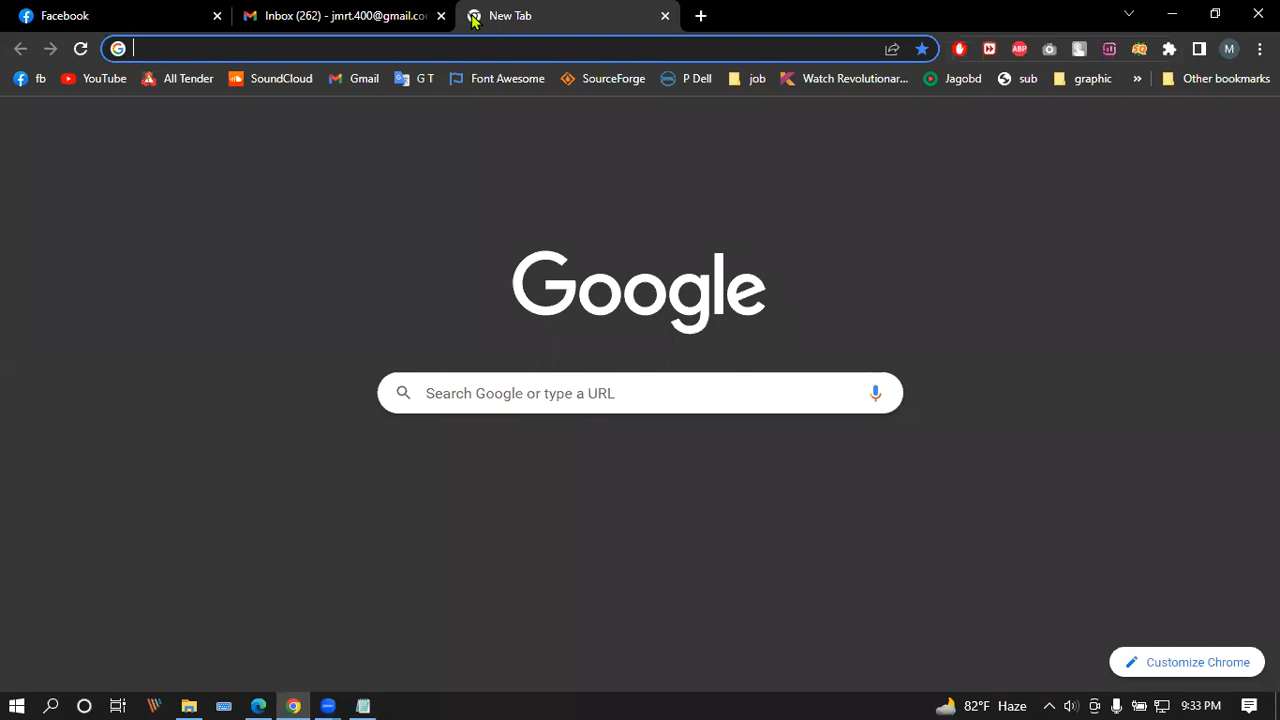 Facebook
Inbox (262) - jmrt.400@gmail.co
New Tab
fb
YouTube
All Tender
SoundCloud
Gmail
G T
Font Awesome
SourceForge
P Dell
job
Watch Revolutionar...
Jagobd
sub
graphic
»
Other bookmarks
ABP
M
Google
Search Google or type a URL
Customize Chrome
82°F Haze
9:33 PM